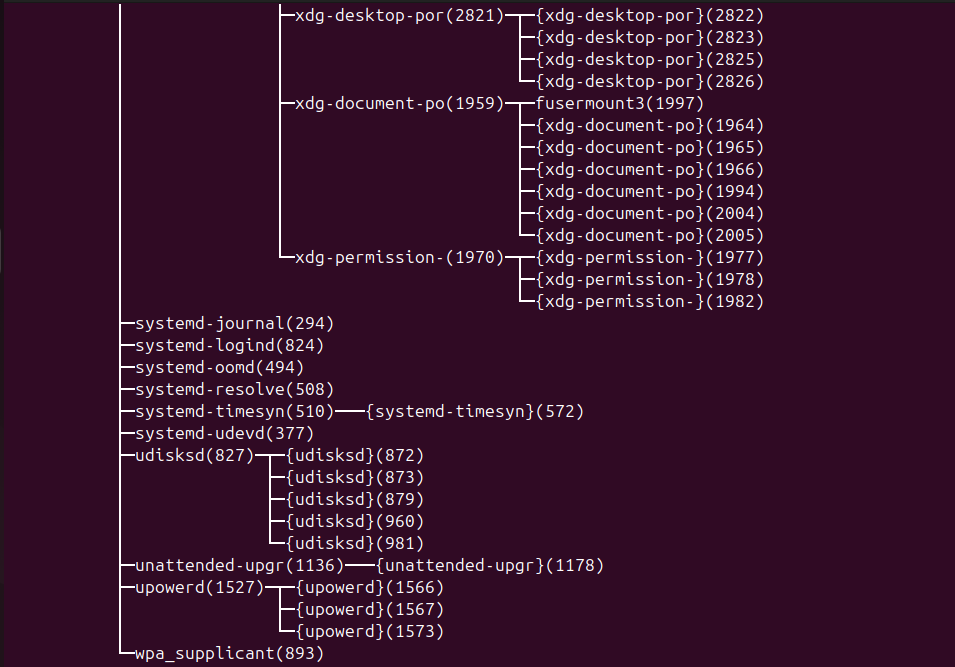 xdg-desktop-por(2821)─┬─{xdg-desktop-por}(2822)
├─{xdg-desktop-por}(2823)
├─{xdg-desktop-por}(2825)
└─{xdg-desktop-por}(2826)
├─xdg-document-po(1959)─┬─fusermount3(1997)
├─{xdg-document-po}(1964)
├─{xdg-document-po}(1965)
├─{xdg-document-po}(1966)
├─{xdg-document-po}(1994)
├─{xdg-document-po}(2004)
└─{xdg-document-po}(2005)
└─xdg-permission-(1970)─┬─{xdg-permission-}(1977)
├─{xdg-permission-}(1978)
└─{xdg-permission-}(1982)
├─systemd-journal(294)
├─systemd-logind(824)
├─systemd-oomd(494)
├─systemd-resolve(508)
├─systemd-timesyn(510)───{systemd-timesyn}(572)
├─systemd-udevd(377)
├─udisksd(827)─┬─{udisksd}(872)
├─{udisksd}(873)
├─{udisksd}(879)
├─{udisksd}(960)
└─{udisksd}(981)
├─unattended-upgr(1136)───{unattended-upgr}(1178)
├─upowerd(1527)─┬─{upowerd}(1566)
├─{upowerd}(1567)
└─{upowerd}(1573)
└─wpa_supplicant(893)